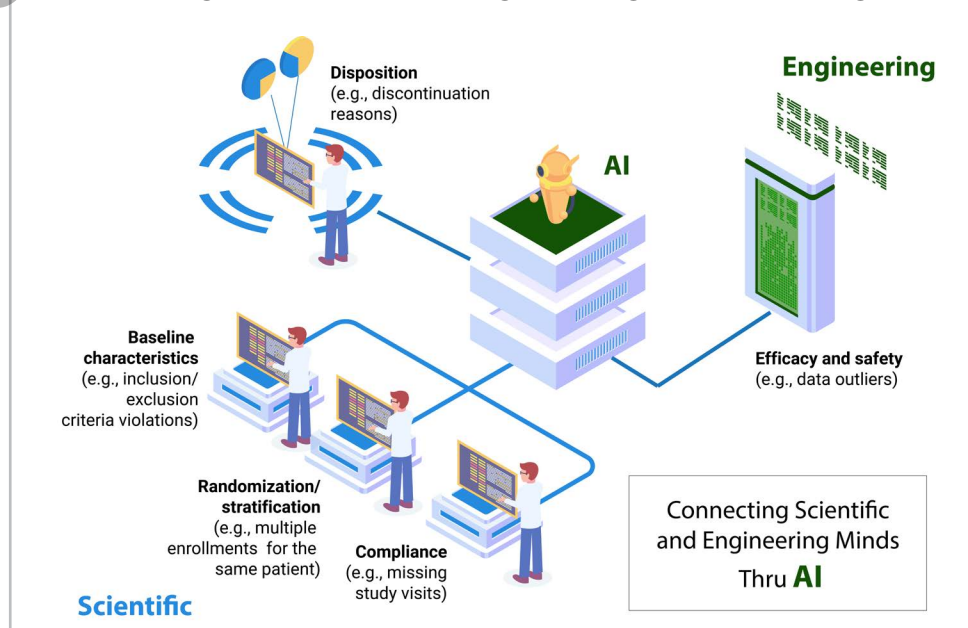 Engineering
Disposition
(e.g., discontinuation
reasons)
AI
Baseline
characteristics
(e.g., inclusion/
exclusion
criteria violations)
Efficacy and safety
(e.g., data outliers)
Randomization/
stratification
(e.g., multiple
enrollments for the
same patient)
Compliance
(e.g., missing
study visits)
Connecting Scientific
and Engineering Minds
Thru AI
Scientific